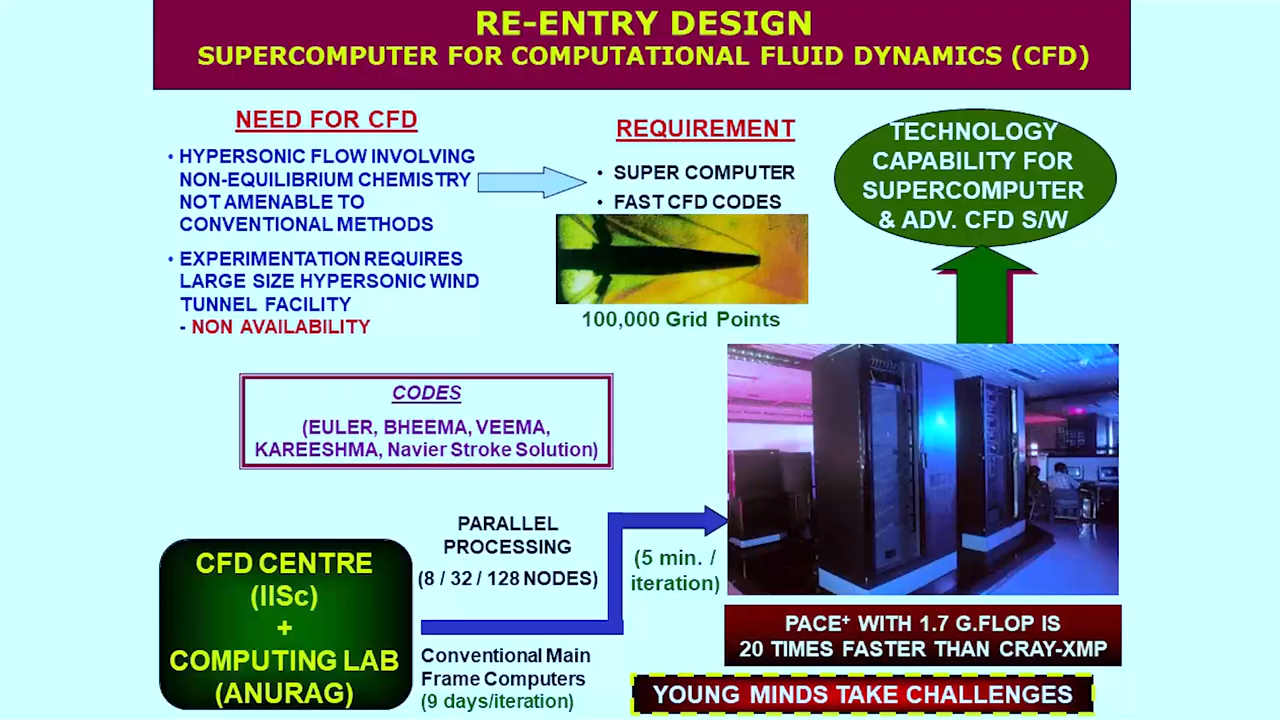 RE-ENTRY DESIGN
SUPERCOMPUTER FOR COMPUTATIONAL FLUID DYNAMICS (CFD)
NEED FOR CFD
• HYPERSONIC FLOW INVOLVING
NON-EQUILIBRIUM CHEMISTRY
NOT AMENABLE TO
CONVENTIONAL METHODS
• EXPERIMENTATION REQUIRES
LARGE SIZE HYPERSONIC WIND
TUNNEL FACILITY
- NON AVAILABILITY
REQUIREMENT
• SUPER COMPUTER
• FAST CFD CODES
100,000 Grid Points
TECHNOLOGY
CAPABILITY FOR
SUPERCOMPUTER
& ADV. CFD S/W
CODES
(EULER, BHEEMA, VEEMA,
KAREESHMA, Navier Stroke Solution)
CFD CENTRE
(IISc)
+
COMPUTING LAB
(ANURAG)
PARALLEL
PROCESSING
(8 / 32 / 128 NODES)
Conventional Main
Frame Computers
(9 days/iteration)
(5 min. /
iteration)
PACE+ WITH 1.7 G.FLOP IS
20 TIMES FASTER THAN CRAY-XMP
YOUNG MINDS TAKE CHALLENGES